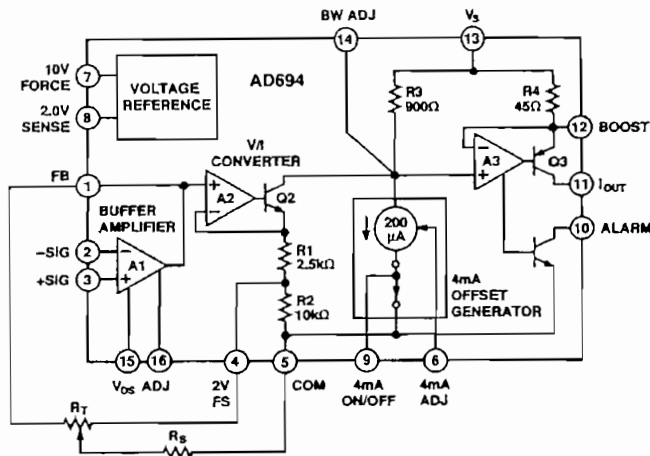 BW ADJ
VS
14
13
10V
FORCE
7
VOLTAGE
REFERENCE
AD694
R3
900Ω
R4
45Ω
2.0V
SENSE
8
12
BOOST
V/I
CONVERTER
A3
Q3
FB
1
A2
Q2
11
IOUT
BUFFER
AMPLIFIER
200
µA
10
ALARM
–SIG
2
A1
R1
2.5kΩ
+SIG
3
4mA
OFFSET
GENERATOR
R2
10kΩ
15
16
4
5
9
6
VOS ADJ
2V
FS
COM
4mA
ON/OFF
4mA
ADJ
RT
RS